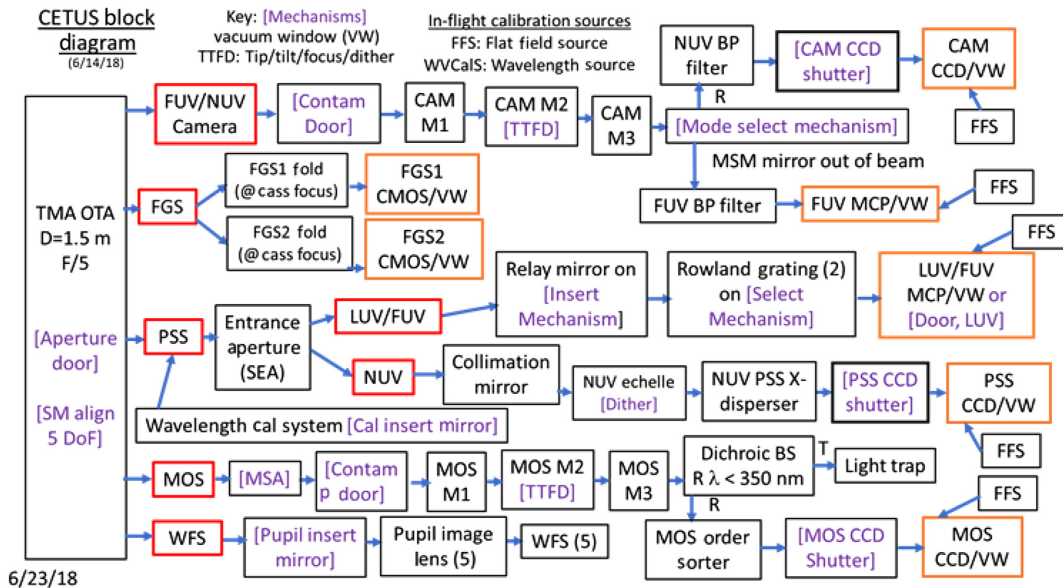 CETUS block
diagram
(6/14/18)
Key: [Mechanisms]
vacuum window (VW)
TTFD: Tip/tilt/focus/dither
In-flight calibration sources
FFS: Flat field source
WVCalS: Wavelength source
TMA OTA
D=1.5 m
F/5
[Aperture
door]
[SM align
5 DoF]
FUV/NUV
Camera
[Contam
Door]
CAM
M1
CAM M2
[TTFD]
CAM
M3
[Mode select mechanism]
R
NUV BP
filter
[CAM CCD
shutter]
CAM
CCD/VW
FFS
MSM mirror out of beam
FUV BP filter
FUV MCP/VW
FFS
FGS
FGS1 fold
(@ cass focus)
FGS1
CMOS/VW
FGS2 fold
(@cass focus)
FGS2
CMOS/VW
PSS
Entrance
aperture
(SEA)
LUV/FUV
Relay mirror on
[Insert
Mechanism]
Rowland grating (2)
on [Select
Mechanism]
LUV/FUV
MCP/VW or
[Door, LUV]
FFS
NUV
Collimation
mirror
NUV echelle
[Dither]
NUV PSS X-
disperser
[PSS CCD
shutter]
PSS
CCD/VW
FFS
Wavelength cal system [Cal insert mirror]
MOS
[MSA]
[Contam
p door]
MOS
M1
MOS M2
[TTFD]
MOS
M3
Dichroic BS
R λ < 350 nm
T
Light trap
R
MOS order
sorter
[MOS CCD
Shutter]
MOS
CCD/VW
FFS
WFS
[Pupil insert
mirror]
Pupil image
lens (5)
WFS (5)
6/23/18